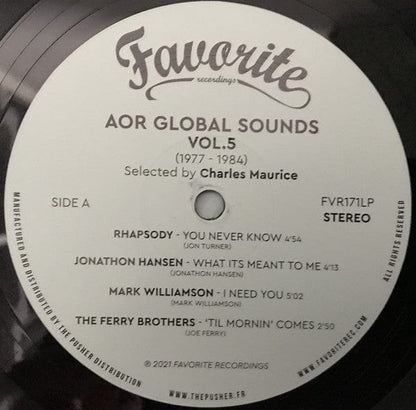 Favorite
recordings
AOR GLOBAL SOUNDS
VOL.5
(1977 - 1984)
Selected by Charles Maurice
SIDE A
FVR171LP
STEREO
RHAPSODY - YOU NEVER KNOW 4'54
(JON TURNER)
JONATHON HANSEN - WHAT ITS MEANT TO ME 4'13
(JONATHON HANSEN)
MARK WILLIAMSON - I NEED YOU 5'02
(MARK WILLIAMSON)
THE FERRY BROTHERS - 'TIL MORNIN' COMES 2'50
(JOE FERRY)
℗ 2021 FAVORITE RECORDINGS
MANUFACTURED AND DISTRIBUTED BY THE PUSHER DISTRIBUTION
WWW.THEPUSHER.FR
WWW.FAVORITEREC.COM
ALL RIGHTS RESERVED